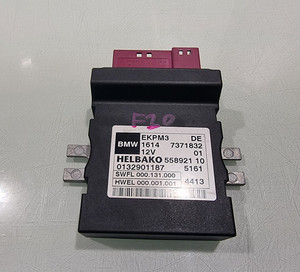 F20
EKPM3 DE
BMW 1614 7371832
12V 01
HELBAKO 558921 10
0132901187 5161
SWFL 000.131.000
HWEL 000.001.001 4413